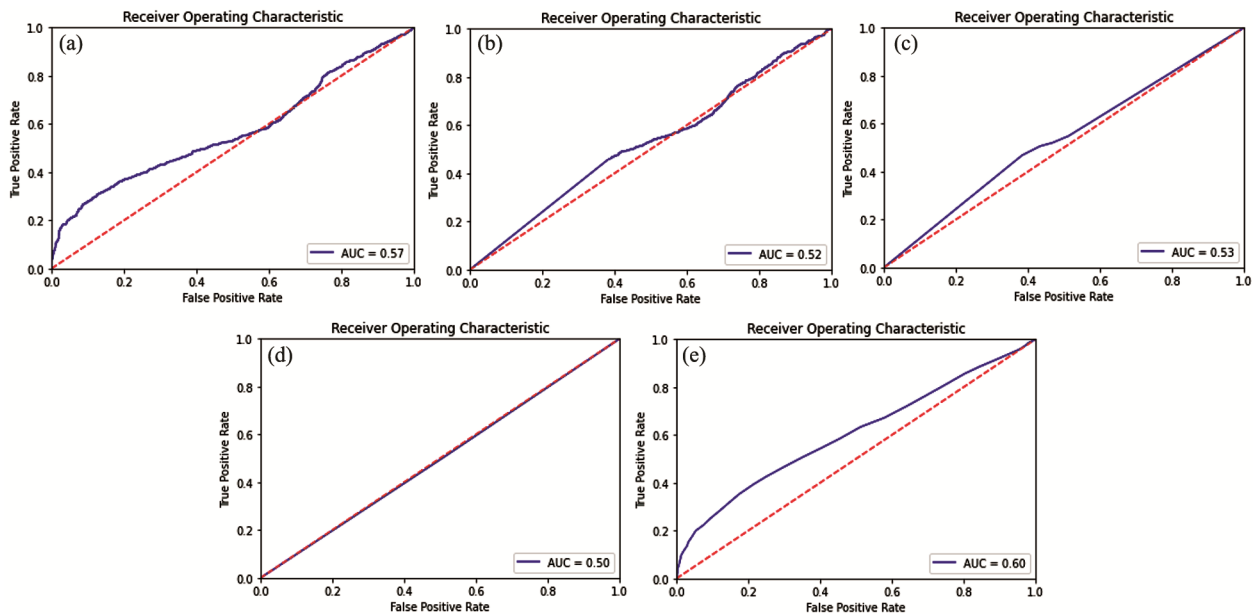 Receiver Operating Characteristic
(a)
1.0
0.8
0.6
0.4
0.2
0.0
True Positive Rate
AUC = 0.57
0.0 0.2 0.4 0.6 0.8 1.0
False Positive Rate
Receiver Operating Characteristic
(b)
1.0
0.8
0.6
0.4
0.2
0.0
True Positive Rate
AUC = 0.52
0.0 0.2 0.4 0.6 0.8 1.0
False Positive Rate
Receiver Operating Characteristic
(c)
1.0
0.8
0.6
0.4
0.2
0.0
True Positive Rate
AUC = 0.53
0.0 0.2 0.4 0.6 0.8 1.0
False Positive Rate
Receiver Operating Characteristic
(d)
1.0
0.8
0.6
0.4
0.2
0.0
True Positive Rate
AUC = 0.50
0.0 0.2 0.4 0.6 0.8 1.0
False Positive Rate
Receiver Operating Characteristic
(e)
1.0
0.8
0.6
0.4
0.2
0.0
True Positive Rate
AUC = 0.60
0.0 0.2 0.4 0.6 0.8 1.0
False Positive Rate